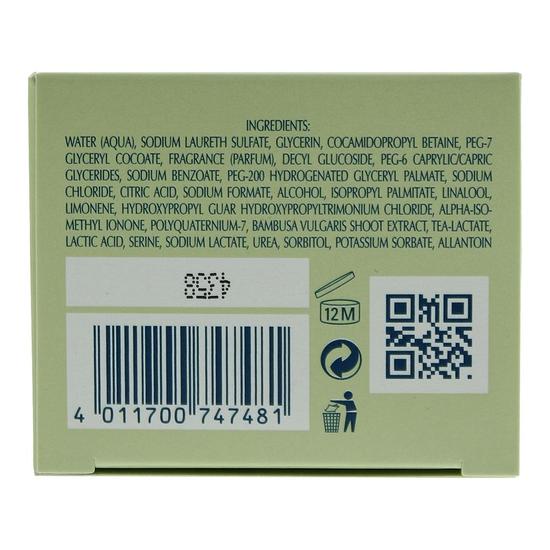 INGREDIENTS:
WATER (AQUA), SODIUM LAURETH SULFATE, GLYCERIN, COCAMIDOPROPYL BETAINE, PEG-7
GLYCERYL COCOATE, FRAGRANCE (PARFUM), DECYL GLUCOSIDE, PEG-6 CAPRYLIC/CAPRIC
GLYCERIDES, SODIUM BENZOATE, PEG-200 HYDROGENATED GLYCERYL PALMATE, SODIUM
CHLORIDE, CITRIC ACID, SODIUM FORMATE, ALCOHOL, ISOPROPYL PALMITATE, LINALOOL,
LIMONENE, HYDROXYPROPYL GUAR HYDROXYPROPYLTRIMONIUM CHLORIDE, ALPHA-ISO-
METHYL IONONE, POLYQUATERNIUM-7, BAMBUSA VULGARIS SHOOT EXTRACT, TEA-LACTATE,
LACTIC ACID, SERINE, SODIUM LACTATE, UREA, SORBITOL, POTASSIUM SORBATE, ALLANTOIN
12M
4 011700 747481